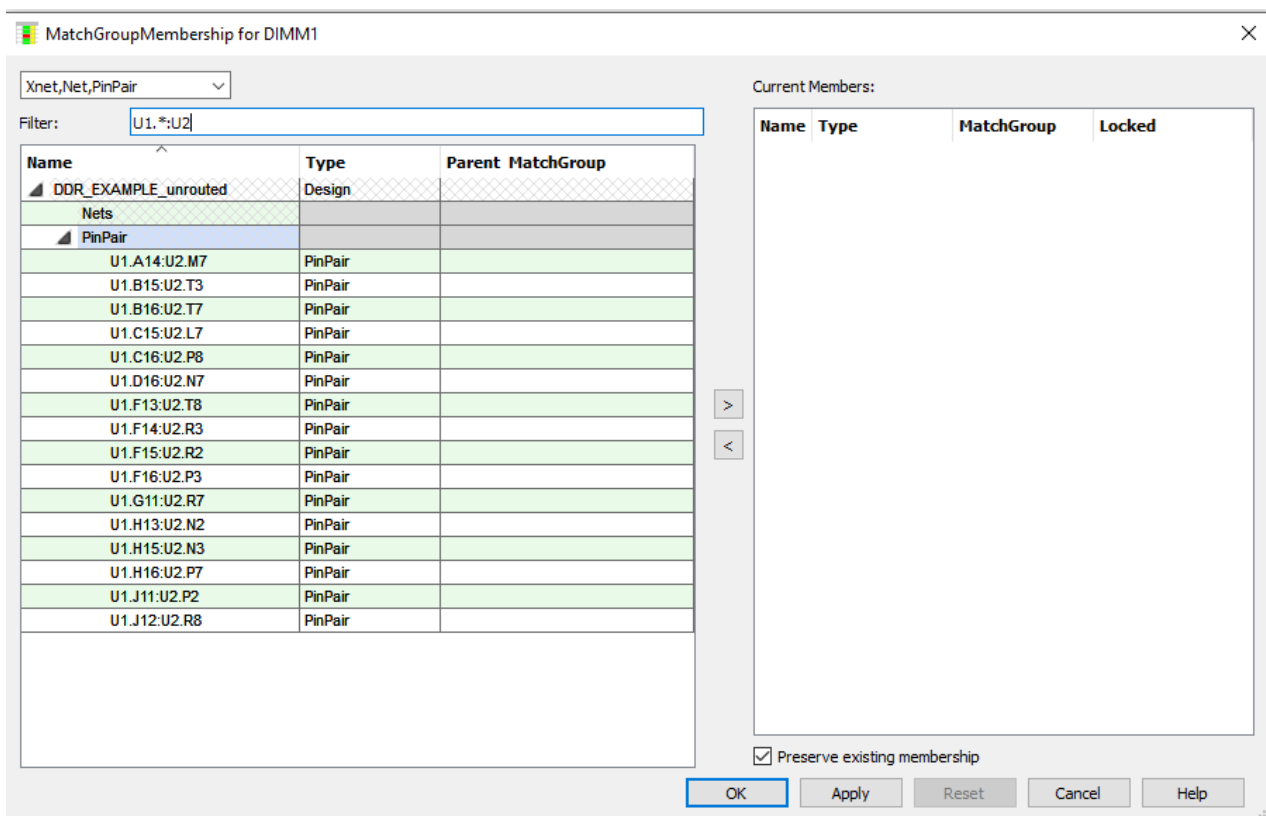 MatchGroupMembership for DIMM1
Xnet,Net,PinPair
Current Members:
Filter: U1.*:U2
Name Type Parent MatchGroup
Name Type MatchGroup Locked
DDR_EXAMPLE_unrouted Design
Nets
PinPair
U1.A14:U2.M7 PinPair
U1.B15:U2.T3 PinPair
U1.B16:U2.T7 PinPair
U1.C15:U2.L7 PinPair
U1.C16:U2.P8 PinPair
U1.D16:U2.N7 PinPair
U1.F13:U2.T8 PinPair
U1.F14:U2.R3 PinPair
U1.F15:U2.R2 PinPair
U1.F16:U2.P3 PinPair
U1.G11:U2.R7 PinPair
U1.H13:U2.N2 PinPair
U1.H15:U2.N3 PinPair
U1.H16:U2.P7 PinPair
U1.J11:U2.P2 PinPair
U1.J12:U2.R8 PinPair
>
<
Preserve existing membership
OK Apply Reset Cancel Help